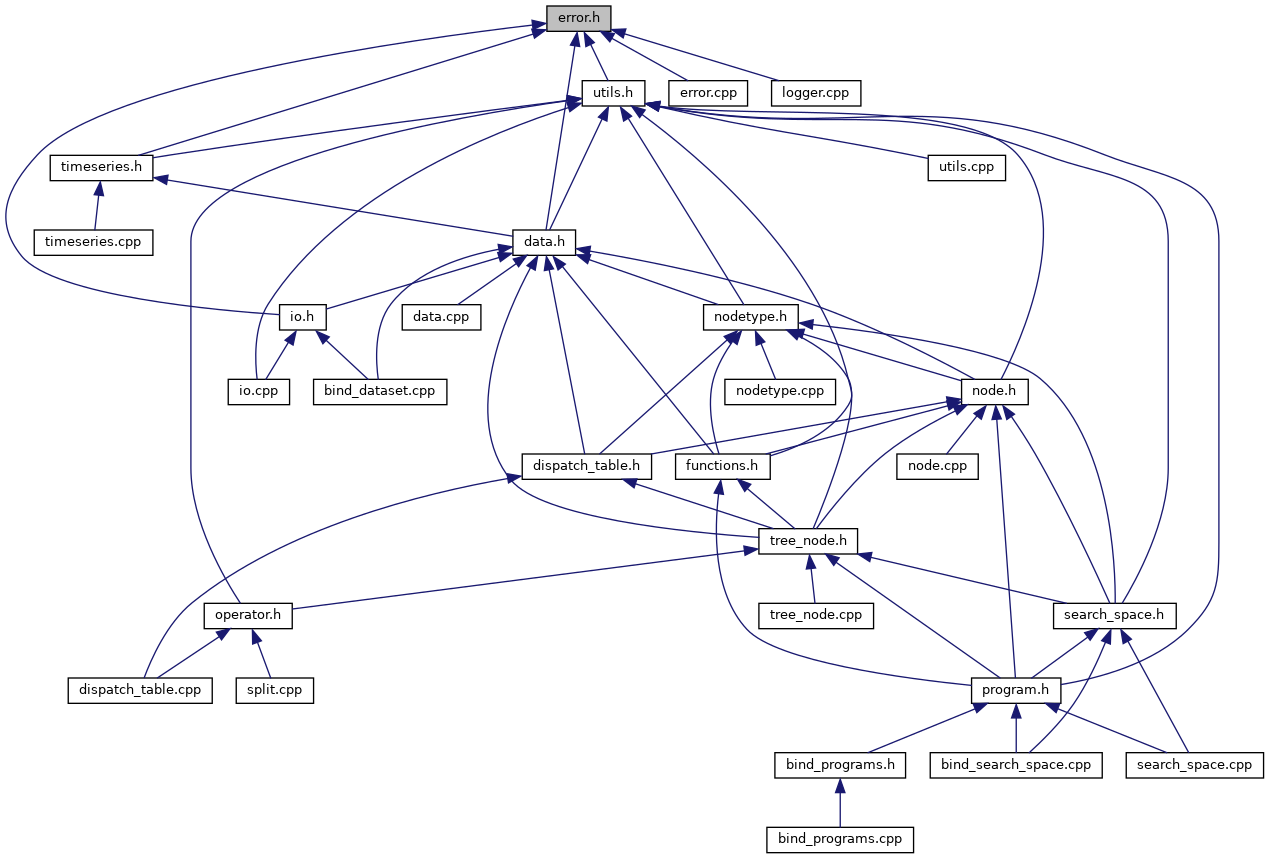 error.h
utils.h
error.cpp
logger.cpp
timeseries.h
utils.cpp
timeseries.cpp
data.h
io.h
data.cpp
nodetype.h
io.cpp
bind_dataset.cpp
nodetype.cpp
node.h
dispatch_table.h
functions.h
node.cpp
tree_node.h
operator.h
tree_node.cpp
search_space.h
dispatch_table.cpp
split.cpp
program.h
bind_programs.h
bind_search_space.cpp
search_space.cpp
bind_programs.cpp